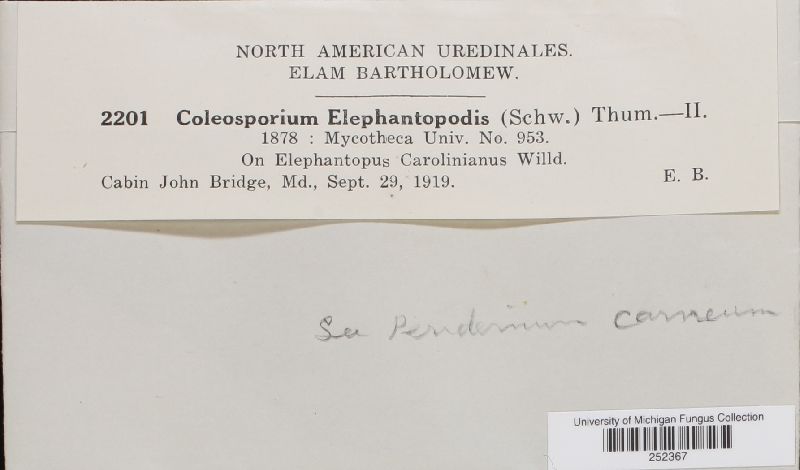 NORTH AMERICAN UREDINALES.
ELAM BARTHOLOMEW.
2201 Coleosporium Elephantopodis (Schw.) Thum.—II.
1878 : Mycotheca Univ. No. 953.
On Elephantopus Carolinianus Willd.
Cabin John Bridge, Md., Sept. 29, 1919. E. B.
See Peridermium carneum
University of Michigan Fungus Collection
252367